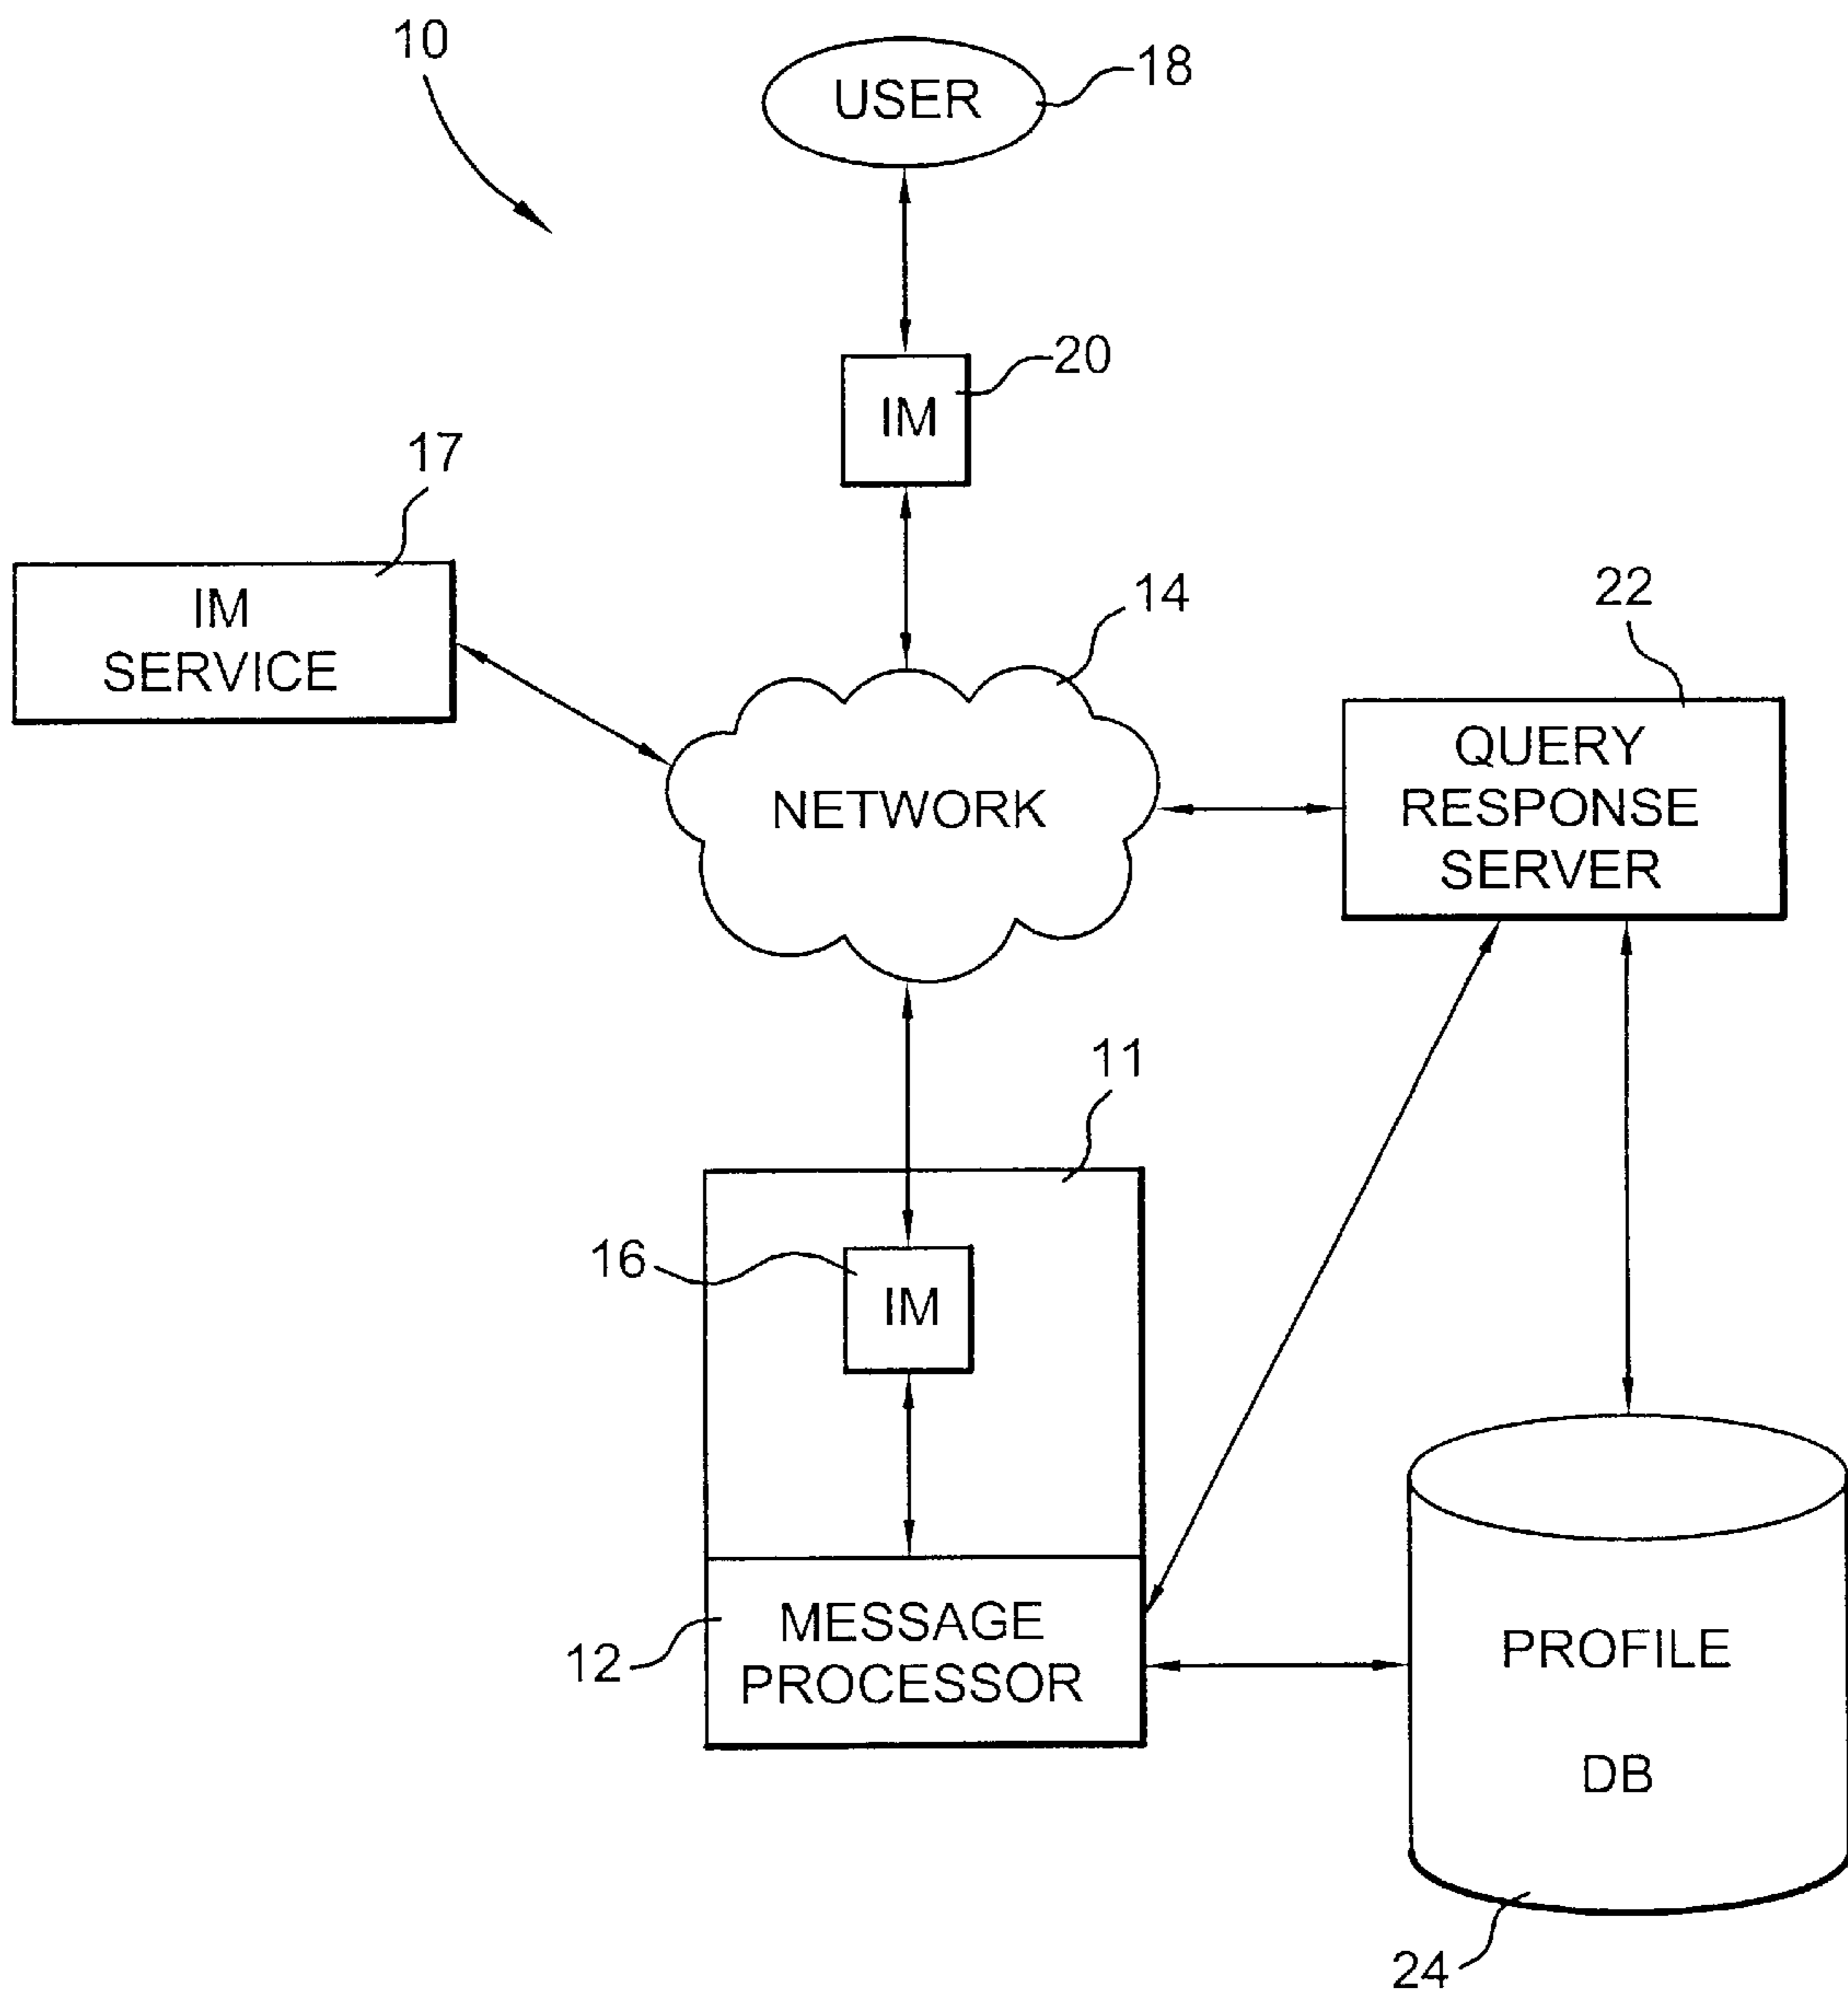 10
USER
18
20
IM
17
IM
SERVICE
14
NETWORK
22
QUERY
RESPONSE
SERVER
11
16
IM
12
MESSAGE
PROCESSOR
PROFILE
DB
24